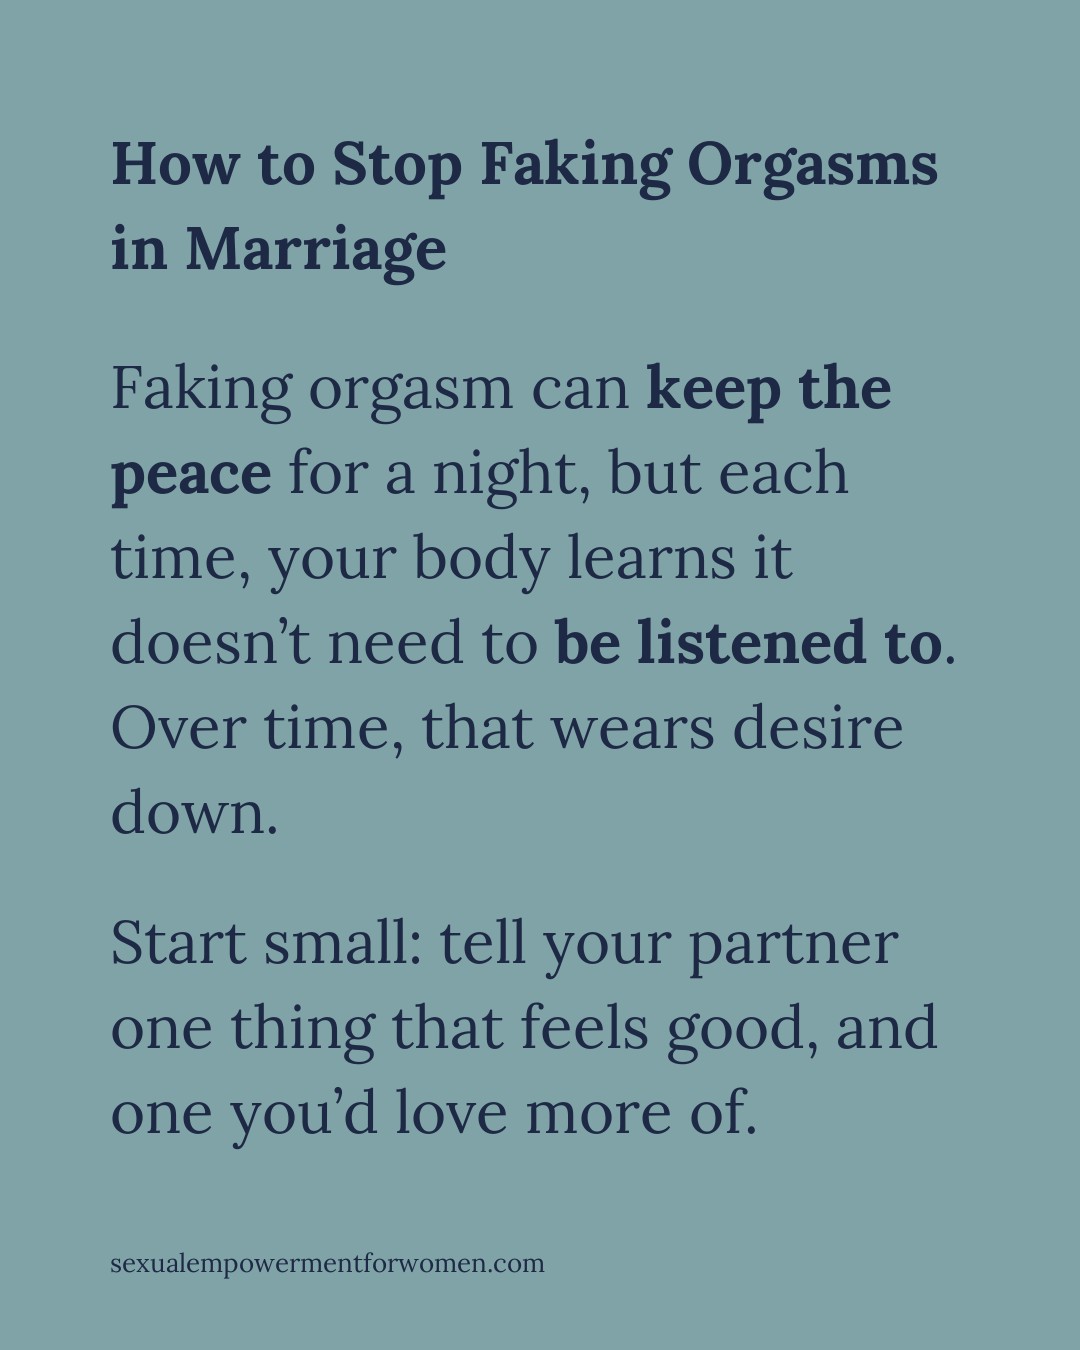 How to Stop Faking Orgasms
in Marriage
Faking orgasm can keep the
peace for a night, but each
time, your body learns it
doesn’t need to be listened to.
Over time, that wears desire
down.
Start small: tell your partner
one thing that feels good, and
one you’d love more of.
sexualempowermentforwomen.com